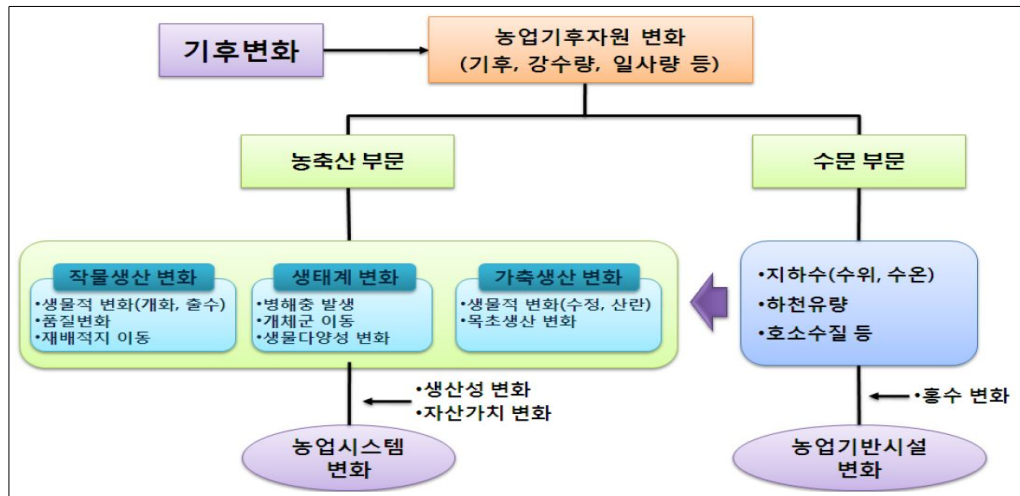 기후변화
농업기후자원 변화
(기후, 강수량, 일사량 등)
농축산 부문
수문 부문
작물생산 변화
•생물적 변화(개화, 출수)
•품질변화
•재배적지 이동
생태계 변화
•병해충 발생
•개체군 이동
•생물다양성 변화
가축생산 변화
•생물적 변화(수정, 산란)
•목초생산 변화
•지하수(수위, 수온)
•하천유량
•호소수질 등
•생산성 변화
•자산가치 변화
•홍수 변화
농업시스템
변화
농업기반시설
변화